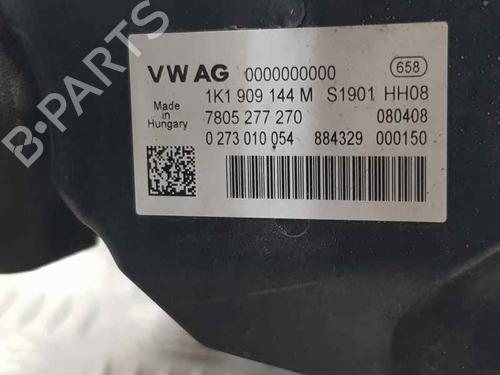 VW AG 0000000000 658
1K1 909 144 M S1901 HH08
Made in Hungary
7805 277 270 080408
0 273 010 054 884329 000150
B-PARTS